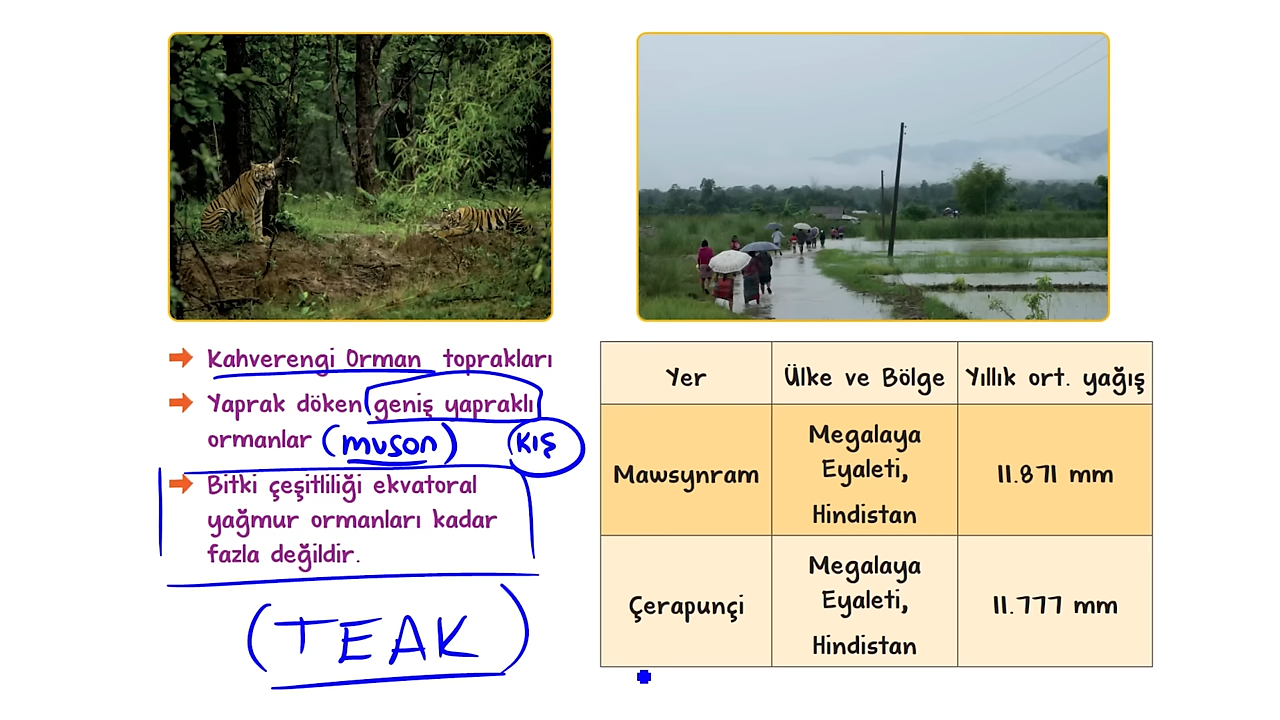 Kahverengi Orman toprakları
Yaprak döken geniş yapraklı
ormanlar (muson) KIŞ
Bitki çeşitliliği ekvatoral
yağmur ormanları kadar
fazla değildir.
(TEAK)
Yer Ülke ve Bölge Yıllık ort. yağış
Mawsynram Megalaya Eyaleti, Hindistan 11.871 mm
Çerapunçi Megalaya Eyaleti, Hindistan 11.777 mm